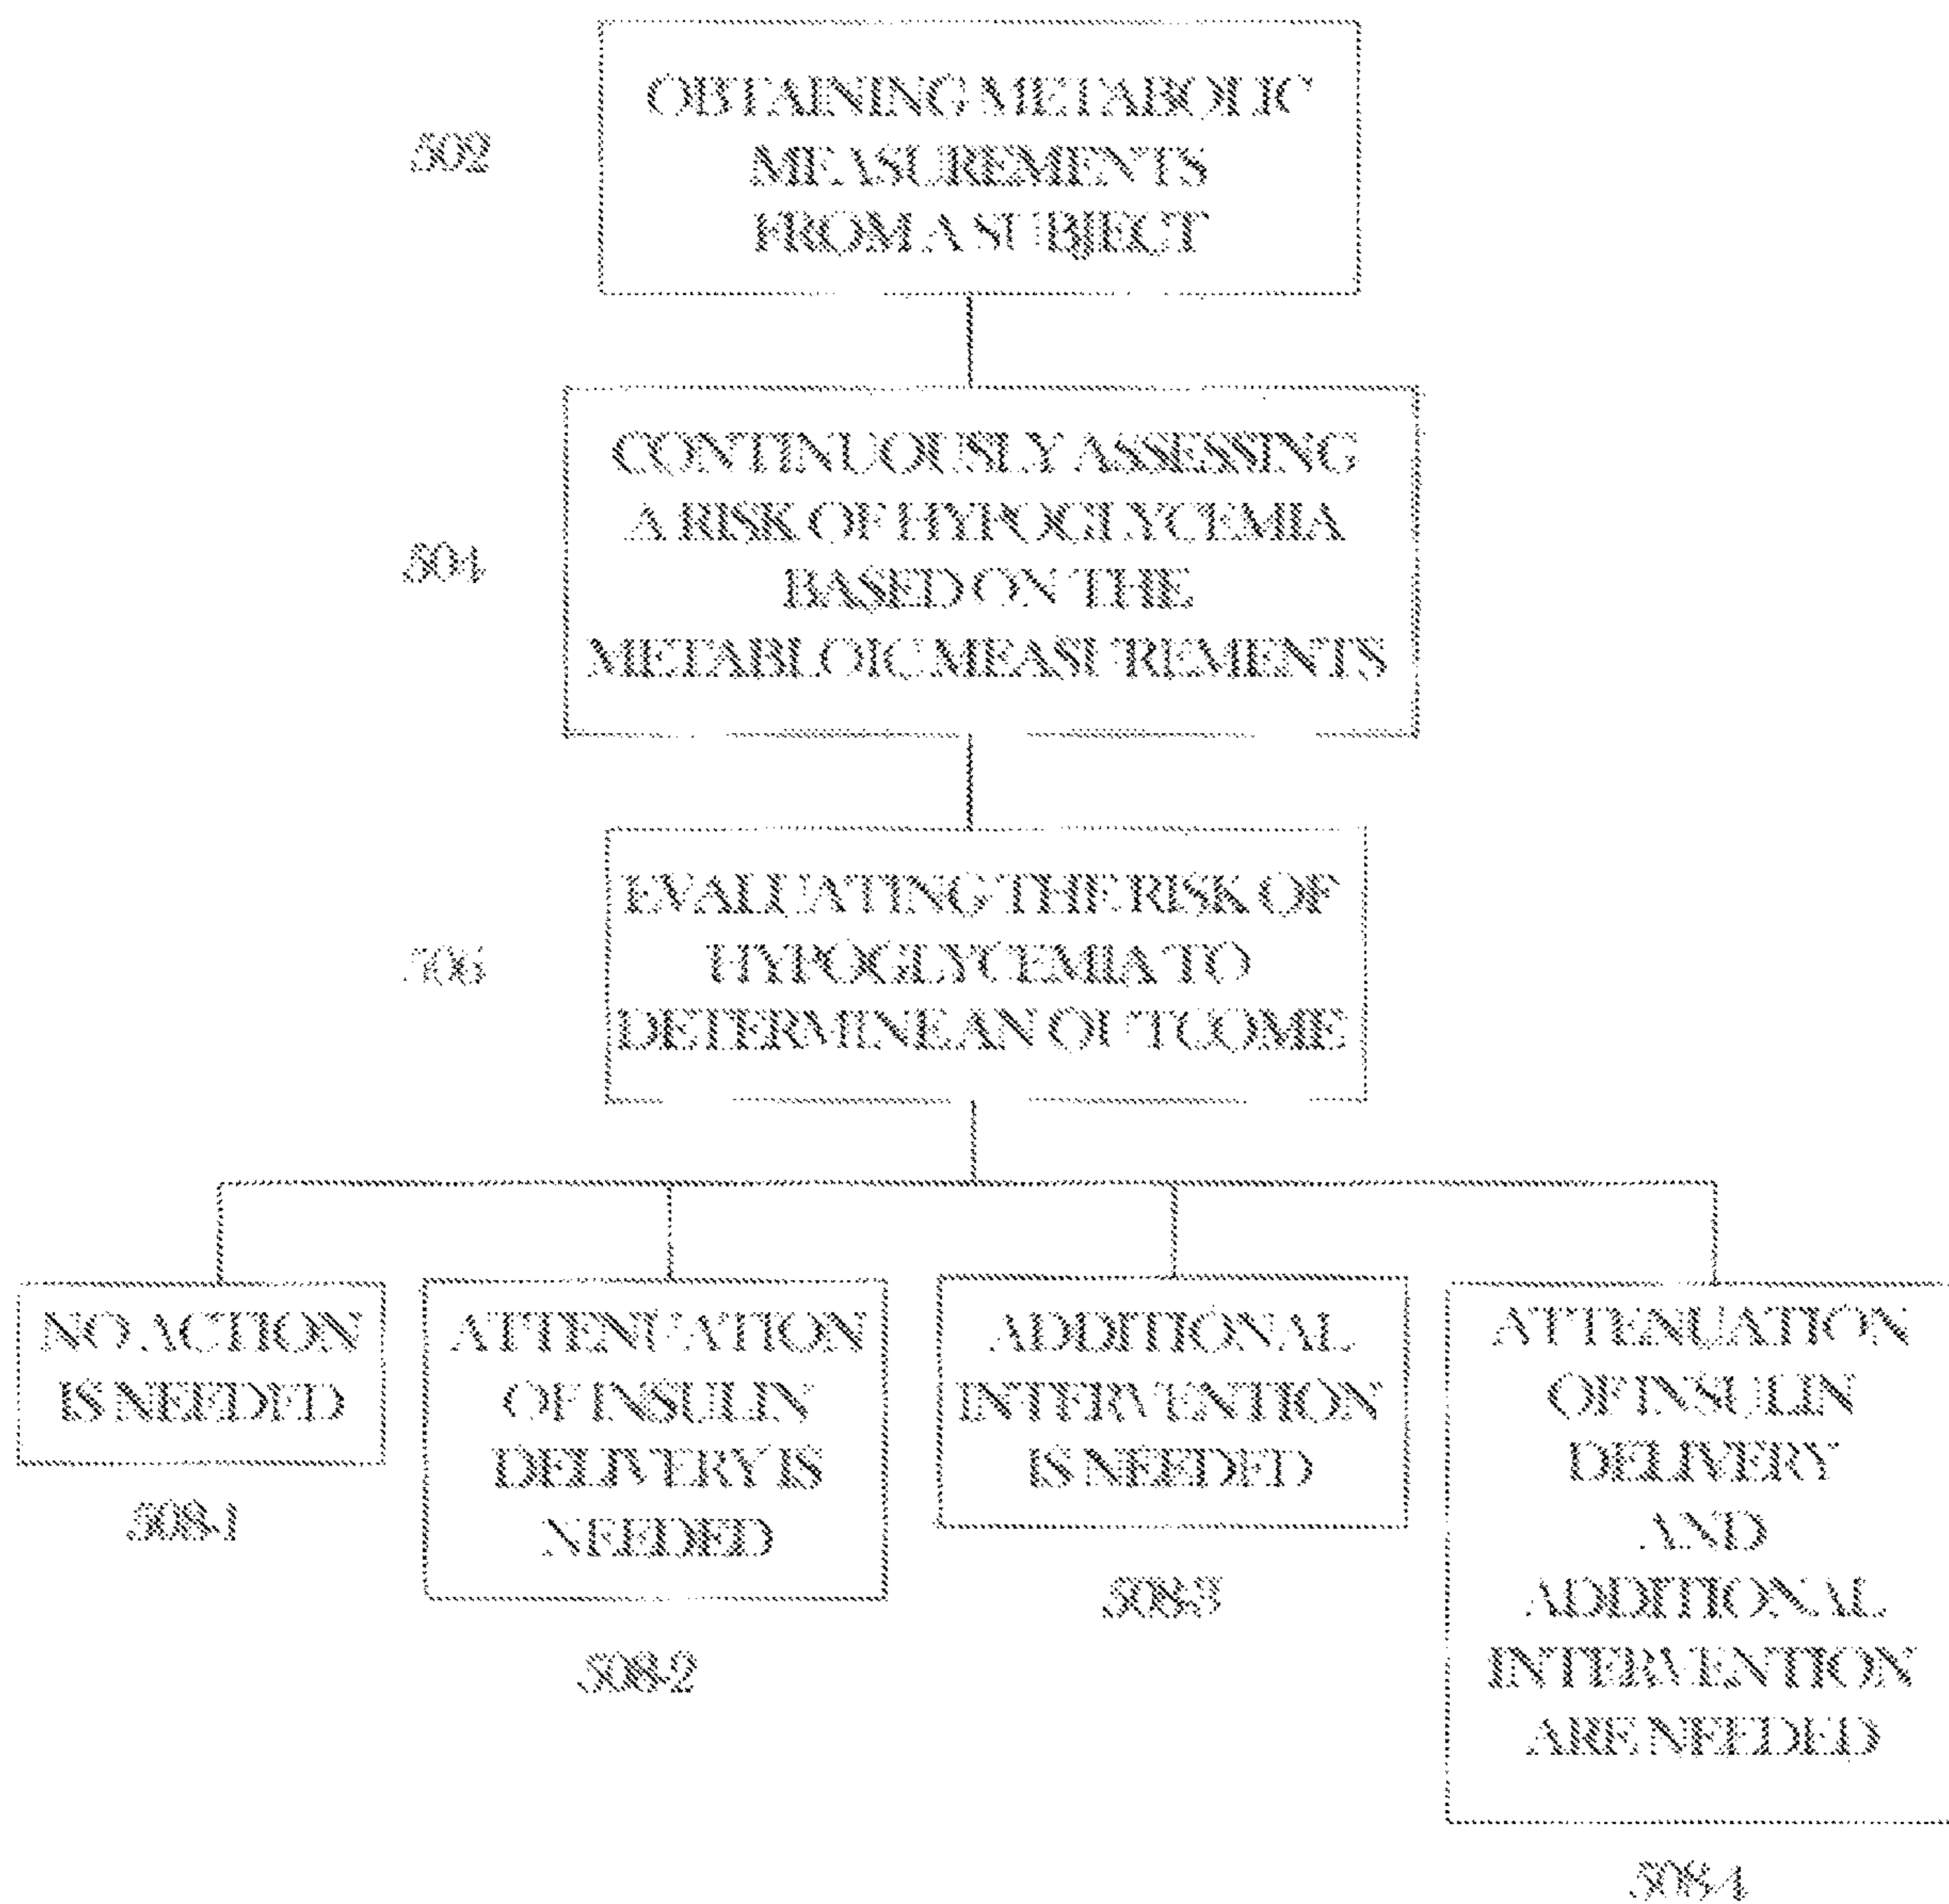 OBTAINING METABOLIC
MEASUREMENTS
FROM A SUBJECT
502
CONTINUOUSLY ASSESSING
A RISK OF HYPOGLYCEMIA
BASED ON THE
METABLOIC MEASUREMENTS
504
EVALUATING THE RISK OF
HYPOGLYCEMIA TO
DETERMINE AN OUTCOME
506
NO ACTION
IS NEEDED
508-1
ATTENUATION
OF INSULIN
DELIVERY IS
NEEDED
508-2
ADDITIONAL
INTERVENTION
IS NEEDED
508-3
ATTENUATION
OF INSULIN
DELIVERY
AND
ADDITIONAL
INTERVENTION
ARE NEEDED
508-4